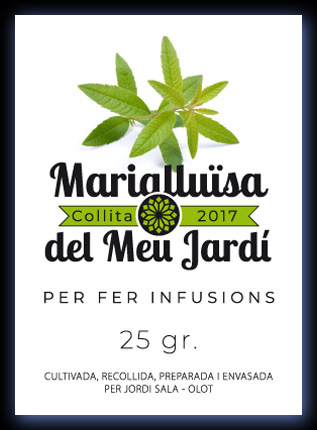 Marialluïsa
Collita 2017
del Meu Jardí
PER FER INFUSIONS
25 gr.
CULTIVADA, RECOLLIDA, PREPARADA I ENVASADA
PER JORDI SALA - OLOT